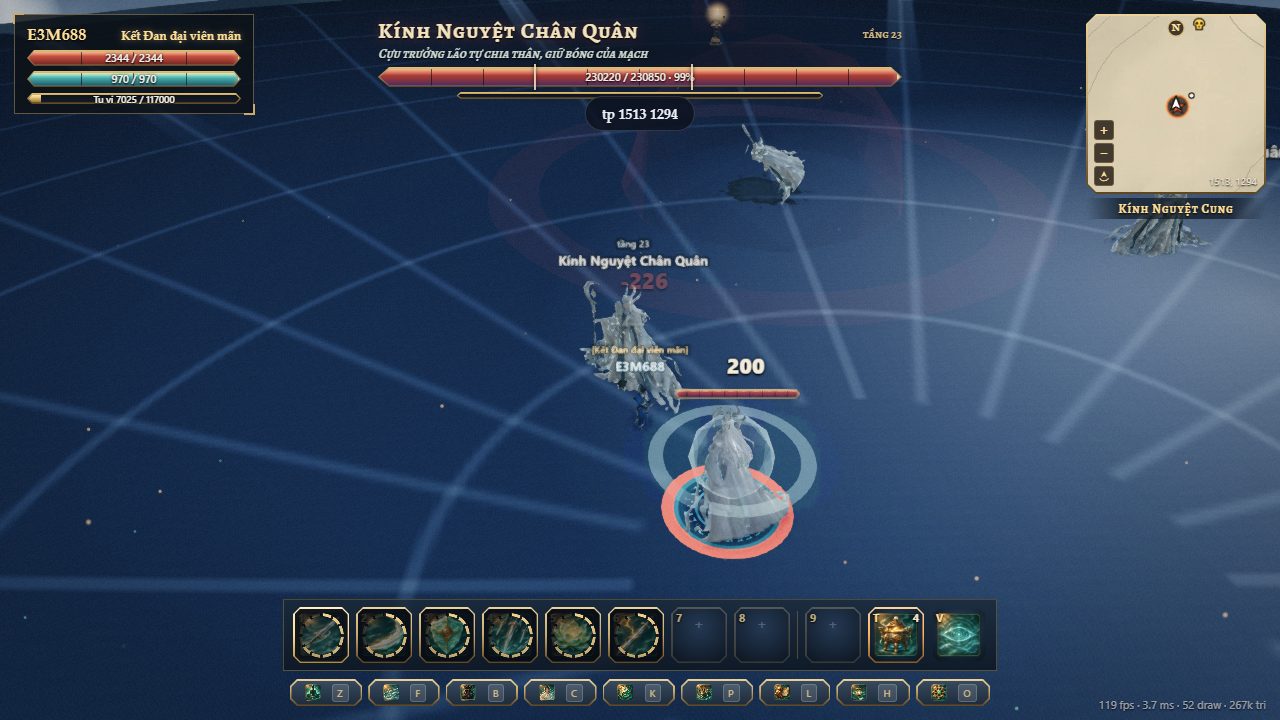 E3M688 Kết Đan đại viên mãn
2344 / 2344
970 / 970
Tu vi 7025 / 117000
Kính Nguyệt Chân Quân
TẦNG 23
Cựu trưởng lão tự chia thân, giữ bóng của mạch
230220 / 230850 · 99%
tp 1513 1294
N
+
−
1513, 1294
Kính Nguyệt Cung
tầng 23
Kính Nguyệt Chân Quân
-226
[Kết Đan đại viên mãn]
E3M688
200
7 8 9 T 4 V
+ + +
Z F B C K P L H O
119 fps · 3.7 ms · 52 draw · 267k tri